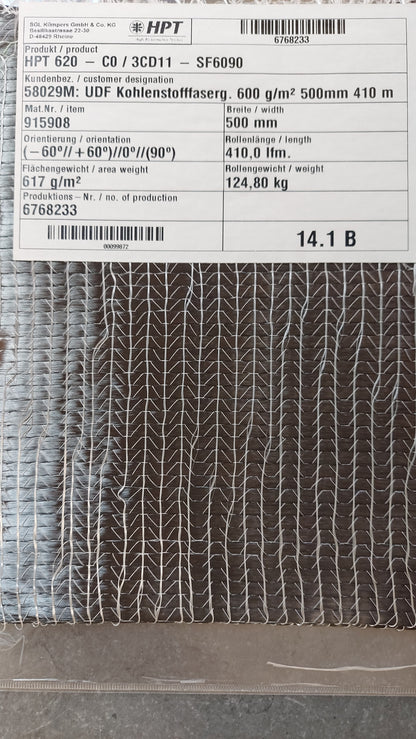 SGL Kümpers GmbH & Co. KG
Basilikastrasse 22-30
D-48429 Rheine
HPT
6768233
Produkt / product
HPT 620 - C0 / 3CD11 - SF6090
Kundenbez. / customer designation
58029M: UDF Kohlenstofffaserg. 600 g/m² 500mm 410 m
Mat.Nr. / item
915908
Breite / width
500 mm
Orientierung / orientation
(-60°//+60°)//0°//(90°)
Rollenlänge / length
410,0 lfm.
Flächengewicht / area weight
617 g/m²
Rollengewicht / weight
124,80 kg
Produktions-Nr. / no. of production
6768233
00099872
14.1 B